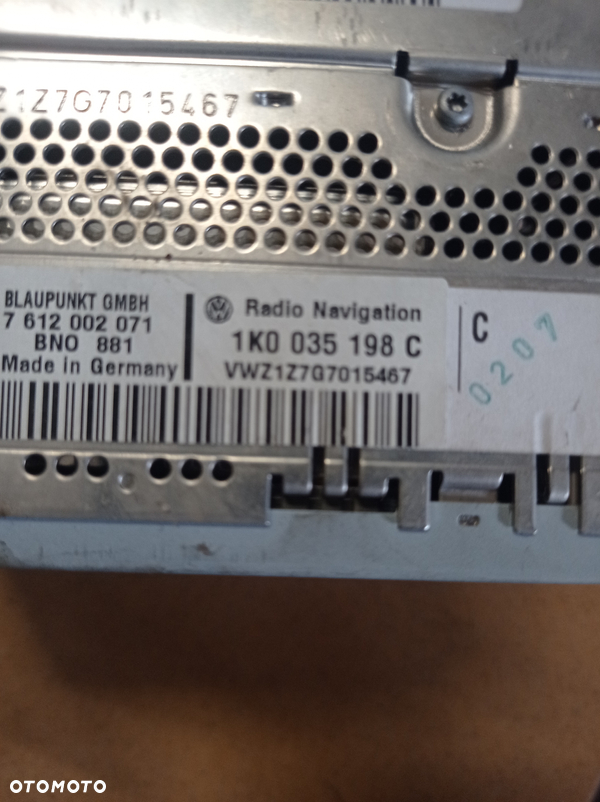 Z1Z7G7015467
BLAUPUNKT GMBH
7 612 002 071
BNO 881
Made in Germany
Radio Navigation
1K0 035 198 C
VWZ1Z7G7015467
C
0207
OTOMOTO